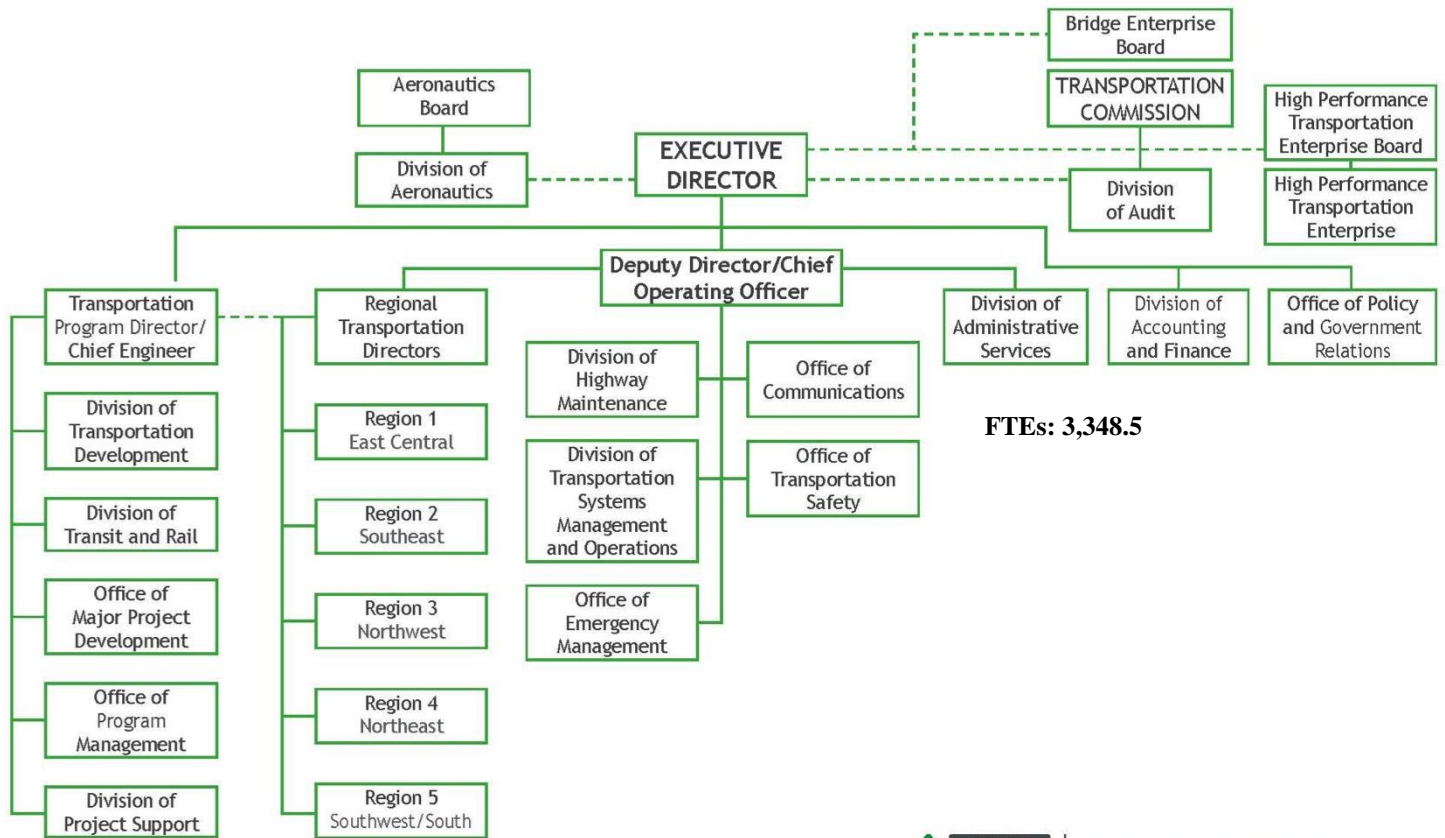 Bridge Enterprise
Board
Aeronautics
Board
TRANSPORTATION
COMMISSION
High Performance
Transportation
Enterprise Board
EXECUTIVE
DIRECTOR
Division of
Aeronautics
Division
of Audit
High Performance
Transportation
Enterprise
Deputy Director/Chief
Operating Officer
Transportation
Program Director/
Chief Engineer
Regional
Transportation
Directors
Division of
Administrative
Services
Division of
Accounting
and Finance
Office of Policy
and Government
Relations
Division of
Highway
Maintenance
Office of
Communications
Division of
Transportation
Development
Region 1
East Central
FTEs: 3,348.5
Division of
Transportation
Systems
Management
and Operations
Office of
Transportation
Safety
Division of
Transit and Rail
Region 2
Southeast
Office of
Major Project
Development
Region 3
Northwest
Office of
Emergency
Management
Office of
Program
Management
Region 4
Northeast
Division of
Project Support
Region 5
Southwest/South